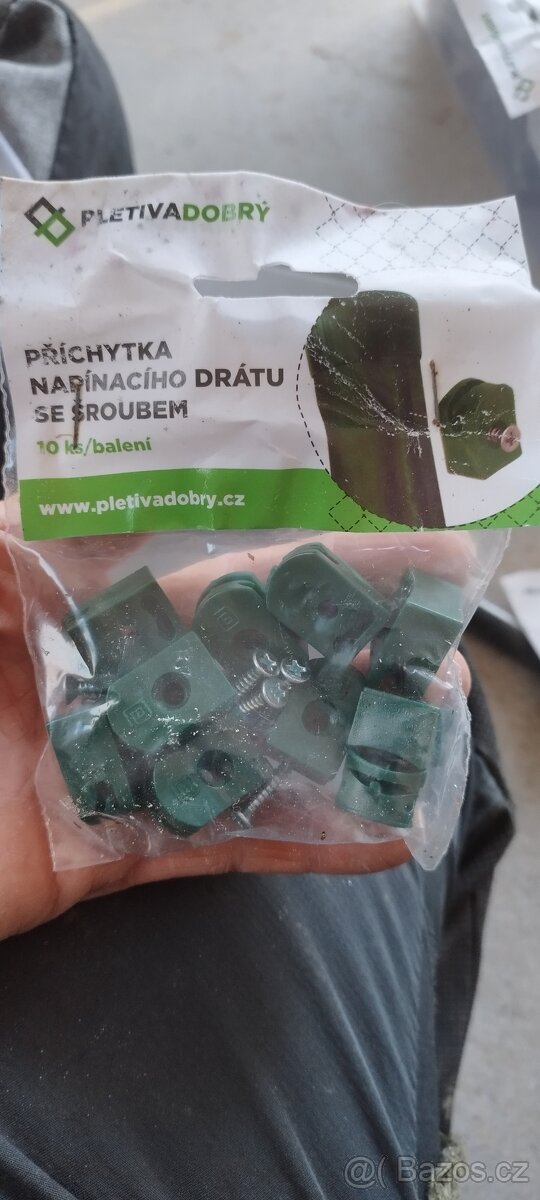 PLETIVADOBRÝ
PŘÍCHYTKA
NAPÍNACÍHO DRÁTU
SE ŠROUBEM
10 ks/balení
www.pletivadobry.cz
@( Bazos.cz